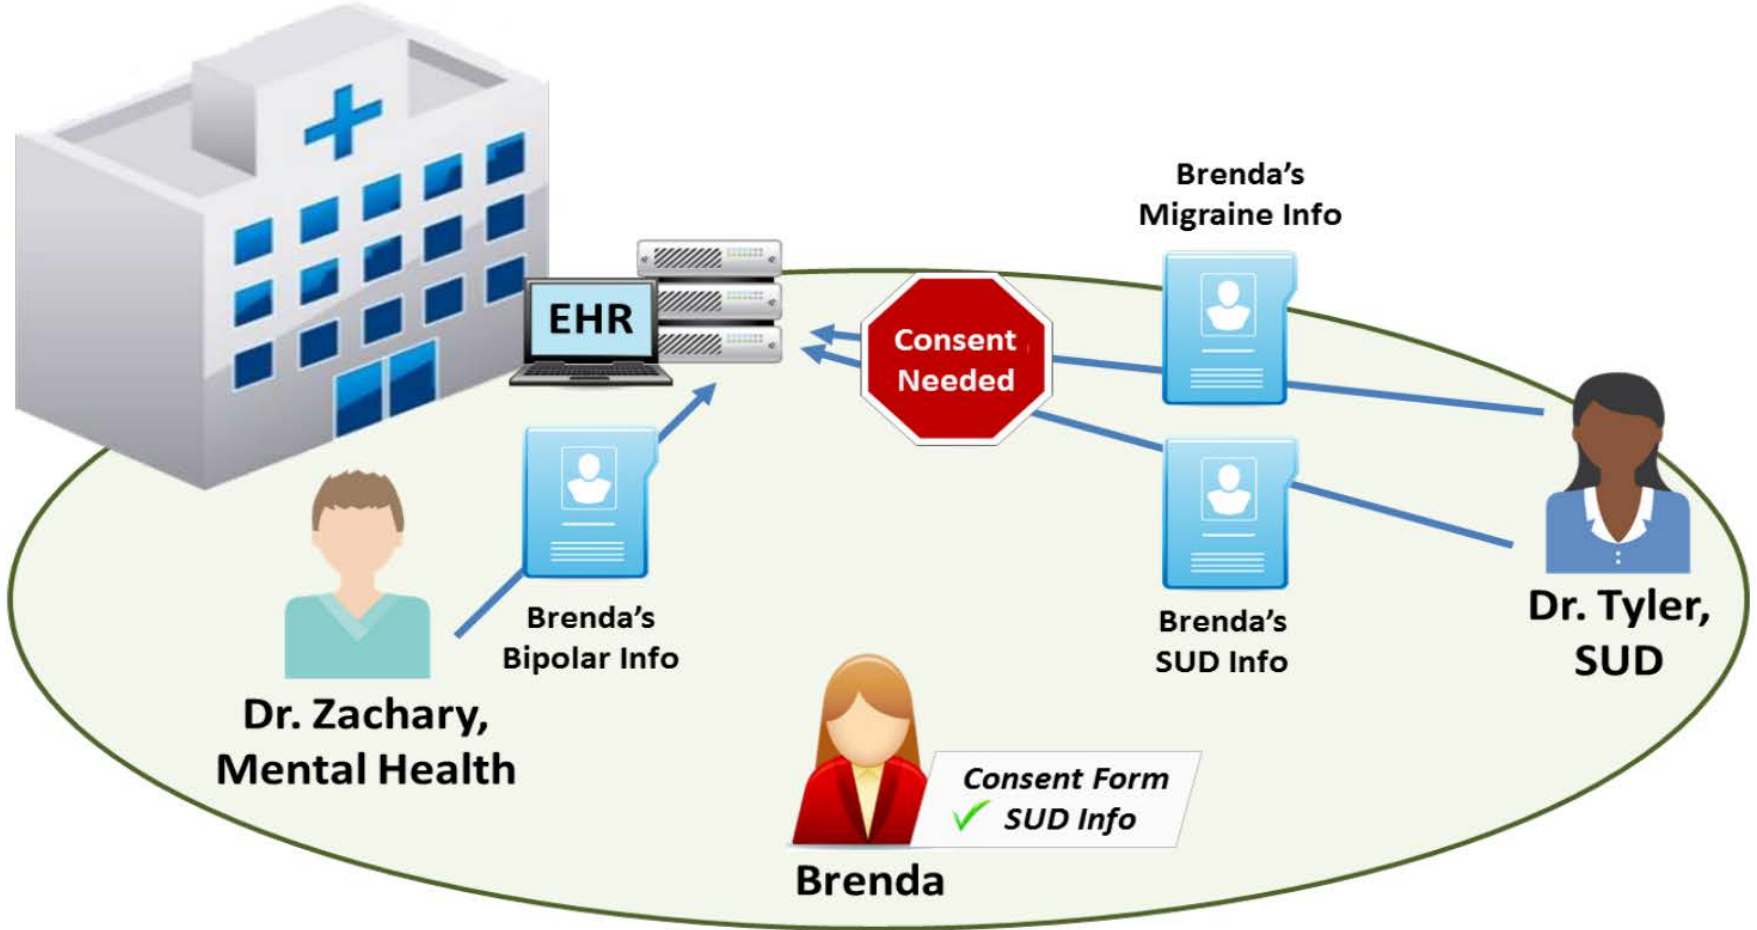 Brenda's
Migraine Info
EHR
Consent
Needed
Brenda's
Bipolar Info
Brenda's
SUD Info
Dr. Tyler,
SUD
Dr. Zachary,
Mental Health
Consent Form
SUD Info
Brenda